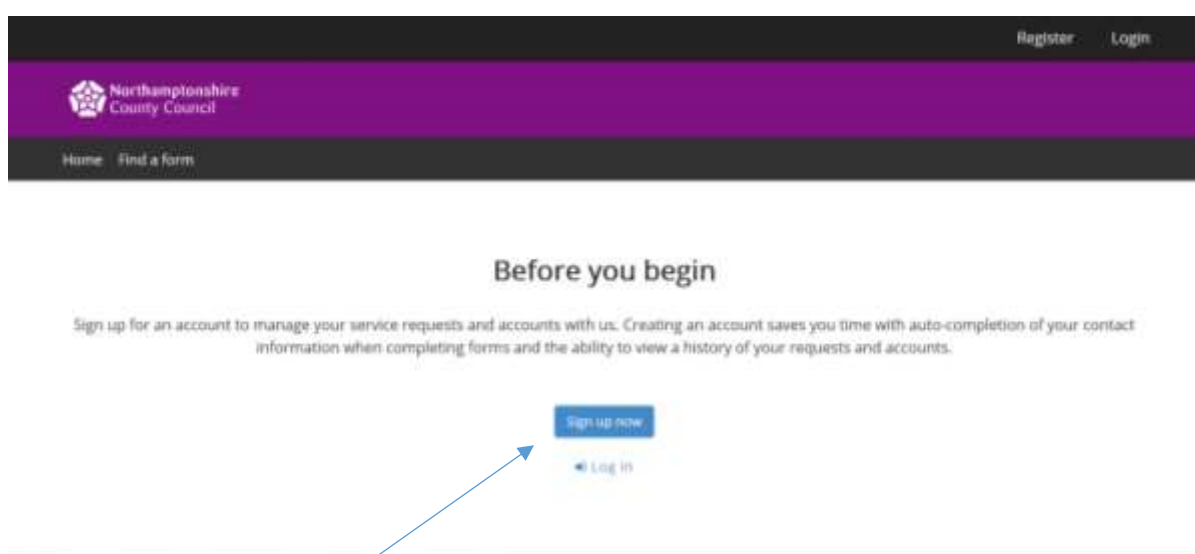 Register Login
Northamptonshire
County Council
Home Find a form
Before you begin
Sign up for an account to manage your service requests and accounts with us. Creating an account saves you time with auto-completion of your contact
information when completing forms and the ability to view a history of your requests and accounts.
Sign up now
Log in